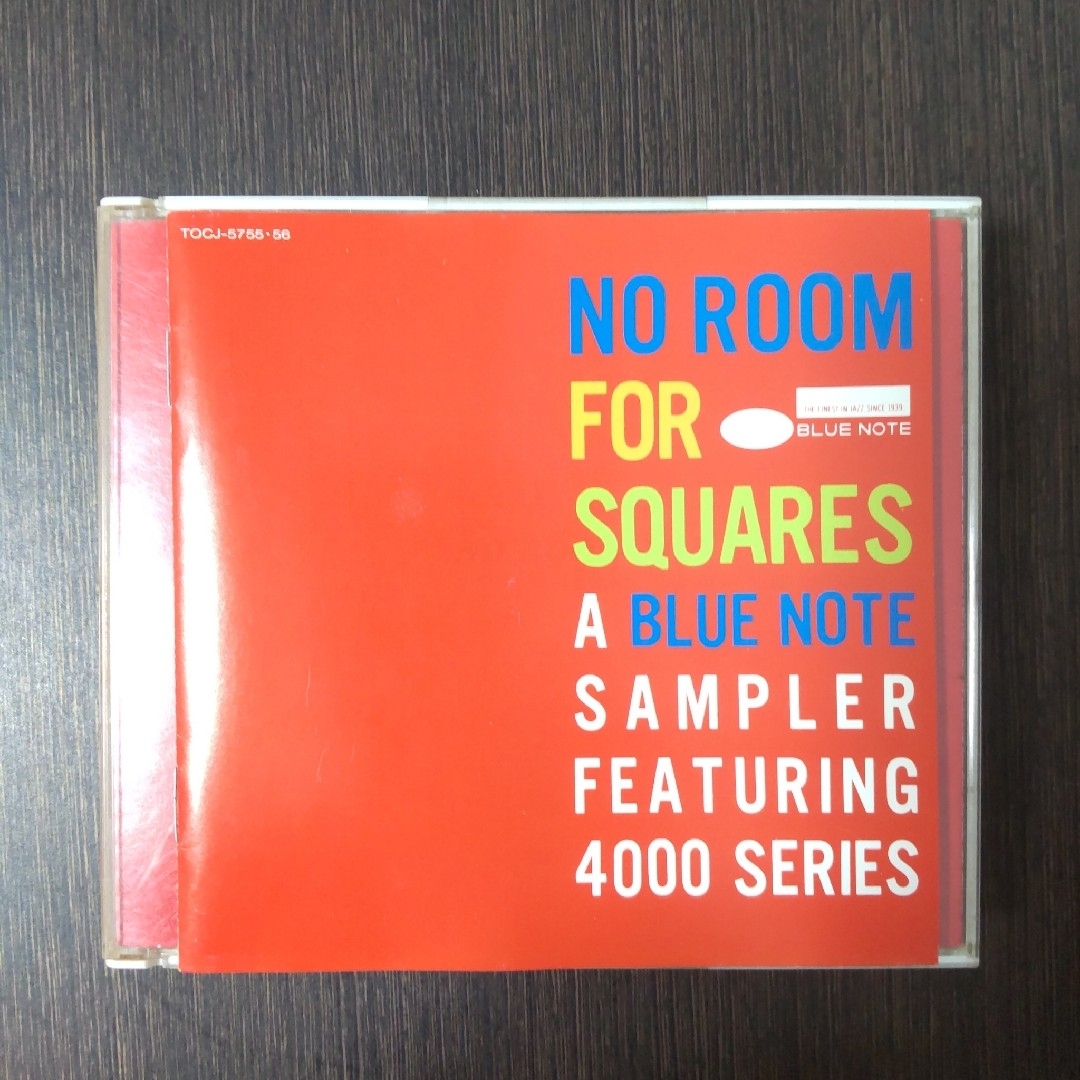 TOCJ-5755・56
NO ROOM
FOR
THE FINEST IN JAZZ SINCE 1939
BLUE NOTE
SQUARES
A BLUE NOTE
SAMPLER
FEATURING
4000 SERIES